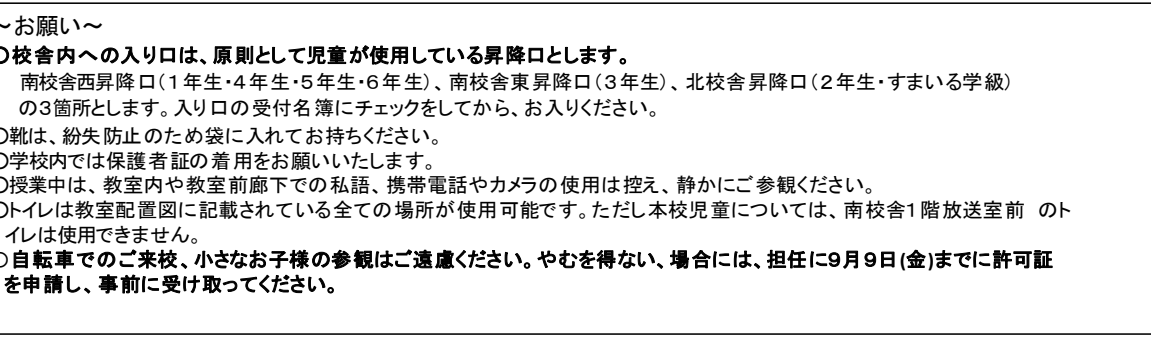 ~お願い~
○校舎内への入り口は、原則として児童が使用している昇降口とします。
南校舎西昇降口(1年生・4年生・5年生・6年生)、南校舎東昇降口(3年生)、北校舎昇降口(2年生・すまいる学級)
の3箇所とします。入り口の受付名簿にチェックをしてから、お入りください。
○靴は、紛失防止のため袋に入れてお持ちください。
○学校内では保護者証の着用をお願いいたします。
○授業中は、教室内や教室前廊下での私語、携帯電話やカメラの使用は控え、静かにご参観ください。
○トイレは教室配置図に記載されている全ての場所が使用可能です。ただし本校児童については、南校舎1階放送室前 のト
イレは使用できません。
○自転車でのご来校、小さなお子様の参観はご遠慮ください。やむを得ない、場合には、担任に9月9日(金)までに許可証
を申請し、事前に受け取ってください。